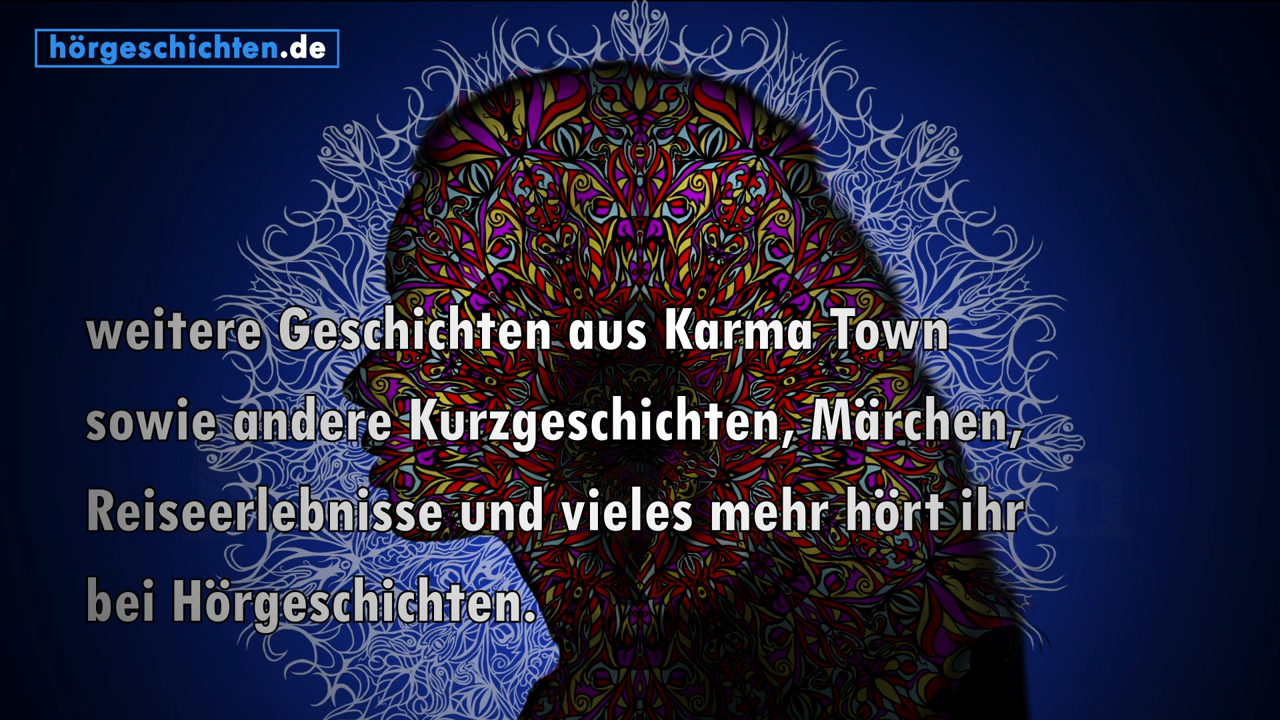 hörgeschichten.de
weitere Geschichten aus Karma Town
sowie andere Kurzgeschichten, Märchen,
Reiseerlebnisse und vieles mehr hört ihr
bei Hörgeschichten.